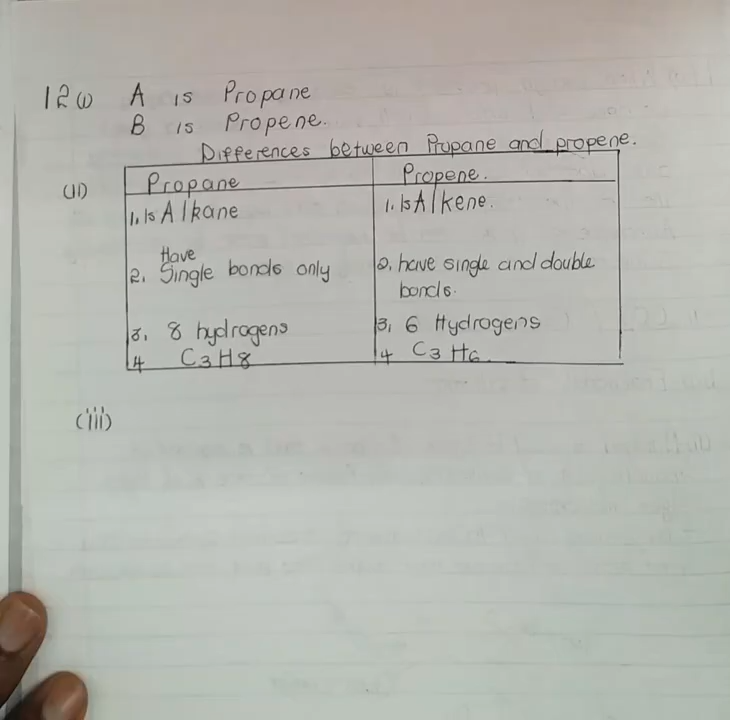 12(i) A is Propane
B is Propene.
Differences between Propane and propene.
(ii) Propane Propene.
1. Is Alkane 1. Is Alkene.
2. Have Single bonds only 2. have single and double
bonds.
3. 8 hydrogens 3. 6 Hydrogens
4 C3H8 4 C3H6.
(iii)